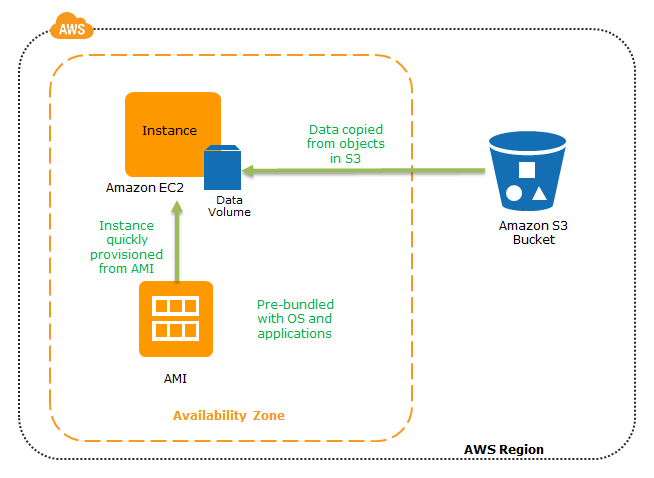 AWS
Instance
Amazon EC2
Data
Volume
Data copied
from objects
in S3
Amazon S3
Bucket
Instance
quickly
provisioned
from AMI
Pre-bundled
with OS and
applications
AMI
Availability Zone
AWS Region